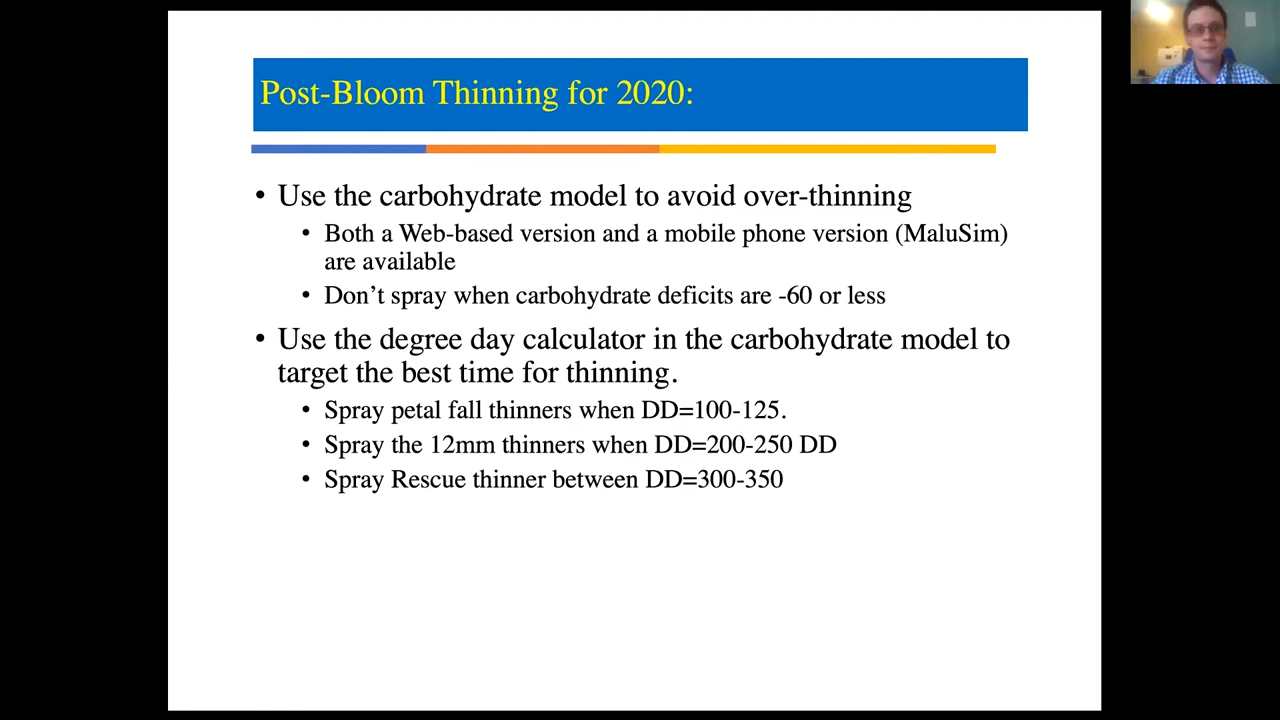 Post-Bloom Thinning for 2020:
• Use the carbohydrate model to avoid over-thinning
• Both a Web-based version and a mobile phone version (MaluSim)
are available
• Don’t spray when carbohydrate deficits are -60 or less
• Use the degree day calculator in the carbohydrate model to
target the best time for thinning.
• Spray petal fall thinners when DD=100-125.
• Spray the 12mm thinners when DD=200-250 DD
• Spray Rescue thinner between DD=300-350